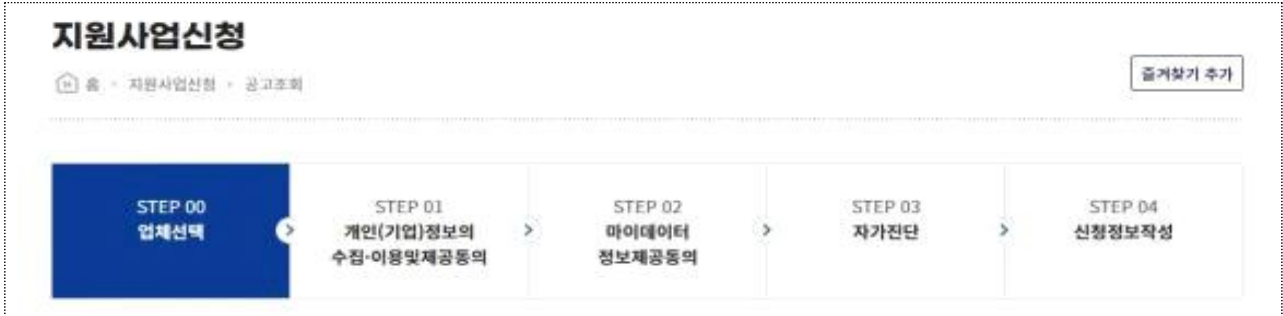 지원사업신청
홈 · 지원사업신청 · 공고조회
즐겨찾기 추가
STEP 00
업체선택
STEP 01
개인(기업)정보의
수집·이용및제공동의
STEP 02
마이데이터
정보제공동의
STEP 03
자가진단
STEP 04
신청정보작성